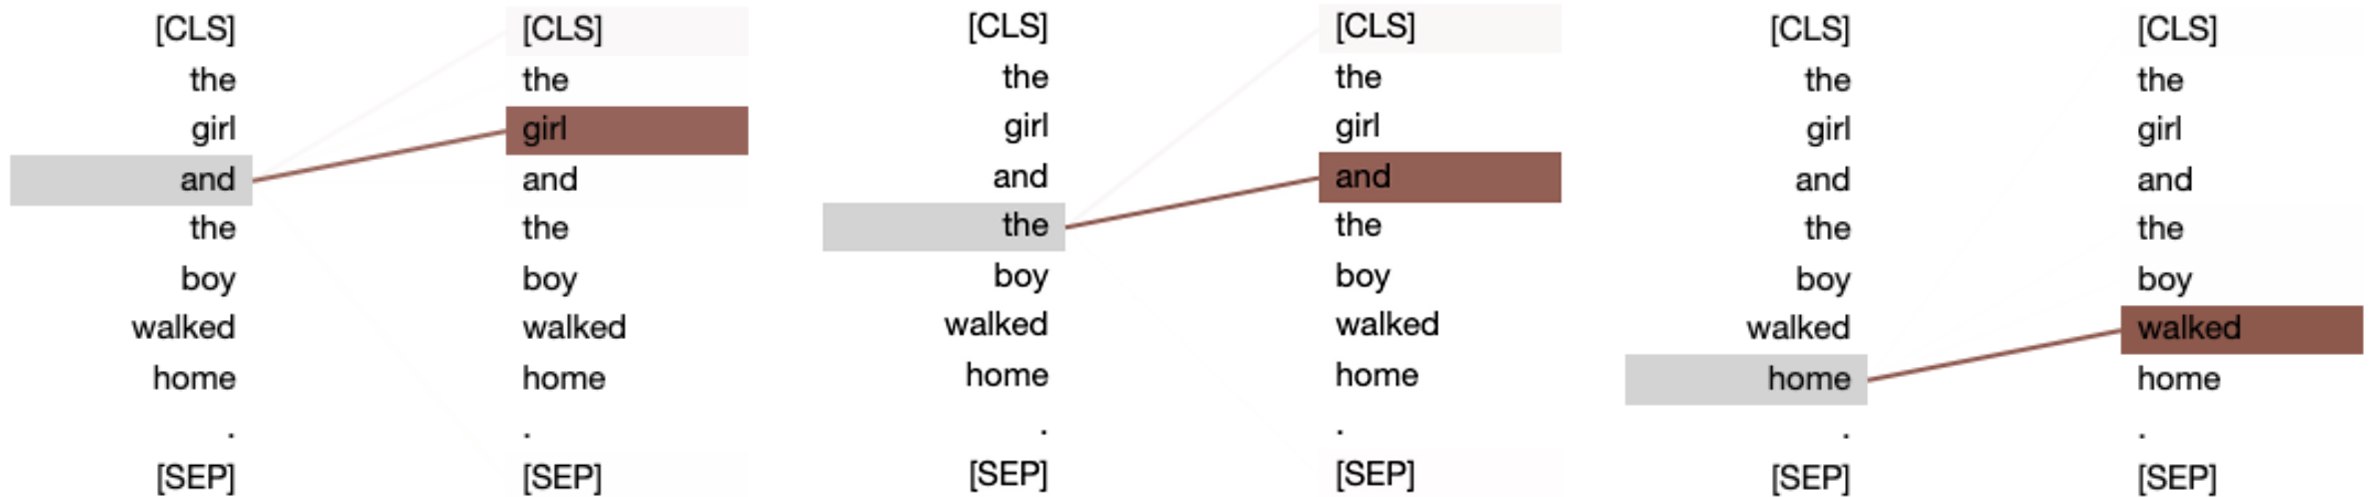 [CLS] [CLS] [CLS] [CLS] [CLS] [CLS]
the the the the the the
girl girl girl girl girl girl
and and and and and and
the the the the the the
boy boy boy boy boy boy
walked walked walked walked walked walked
home home home home home home
. . . . . .
[SEP] [SEP] [SEP] [SEP] [SEP] [SEP]